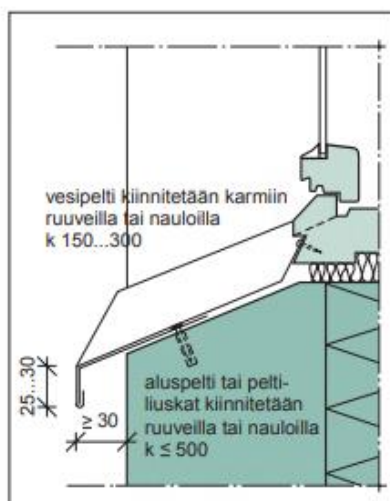 vesipelti kiinnitetään karmiin
ruuveilla tai nauloilla
k 150...300
25...30
≥ 30
aluspelti tai pelti-
liuskat kiinnitetään
ruuveilla tai nauloilla
k ≤ 500